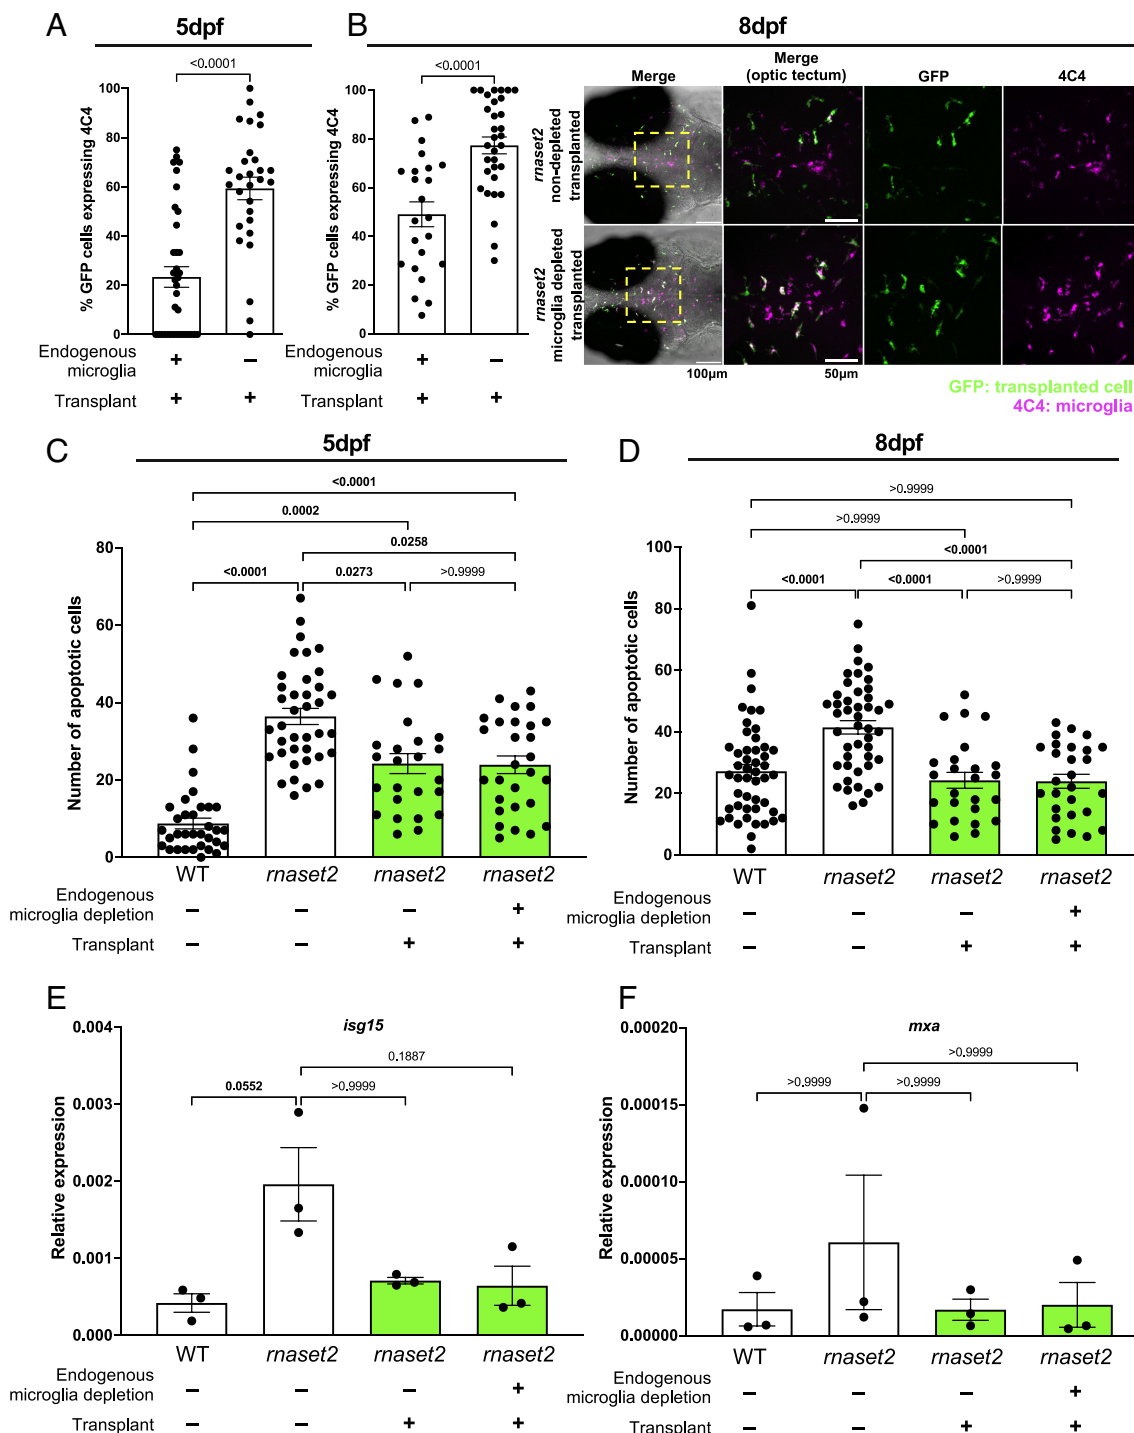 A
5dpf
<0.0001
% GFP cells expressing 4C4
100
80
60
40
20
0
Endogenous microglia + −
Transplant + +
B
8dpf
<0.0001
% GFP cells expressing 4C4
100
80
60
40
20
0
Endogenous microglia + −
Transplant + +
Merge
Merge
(optic tectum)
GFP
4C4
rnaset2
non-depleted
transplanted
rnaset2
microglia depleted
transplanted
100µm
50µm
GFP: transplanted cell
4C4: microglia
C
5dpf
<0.0001
0.0002
0.0258
<0.0001 0.0273 >0.9999
Number of apoptotic cells
80
60
40
20
0
WT rnaset2 rnaset2 rnaset2
Endogenous
microglia depletion − − − +
Transplant − − + +
D
8dpf
>0.9999
>0.9999
<0.0001
<0.0001 <0.0001 >0.9999
Number of apoptotic cells
100
80
60
40
20
0
WT rnaset2 rnaset2 rnaset2
Endogenous
microglia depletion − − − +
Transplant − − + +
E
isg15
0.1887
0.0552 >0.9999
Relative expression
0.004
0.003
0.002
0.001
0.000
WT rnaset2 rnaset2 rnaset2
Endogenous
microglia depletion − − − +
Transplant − − + +
F
mxa
>0.9999
>0.9999 >0.9999
Relative expression
0.00020
0.00015
0.00010
0.00005
0.00000
WT rnaset2 rnaset2 rnaset2
Endogenous
microglia depletion − − − +
Transplant − − + +